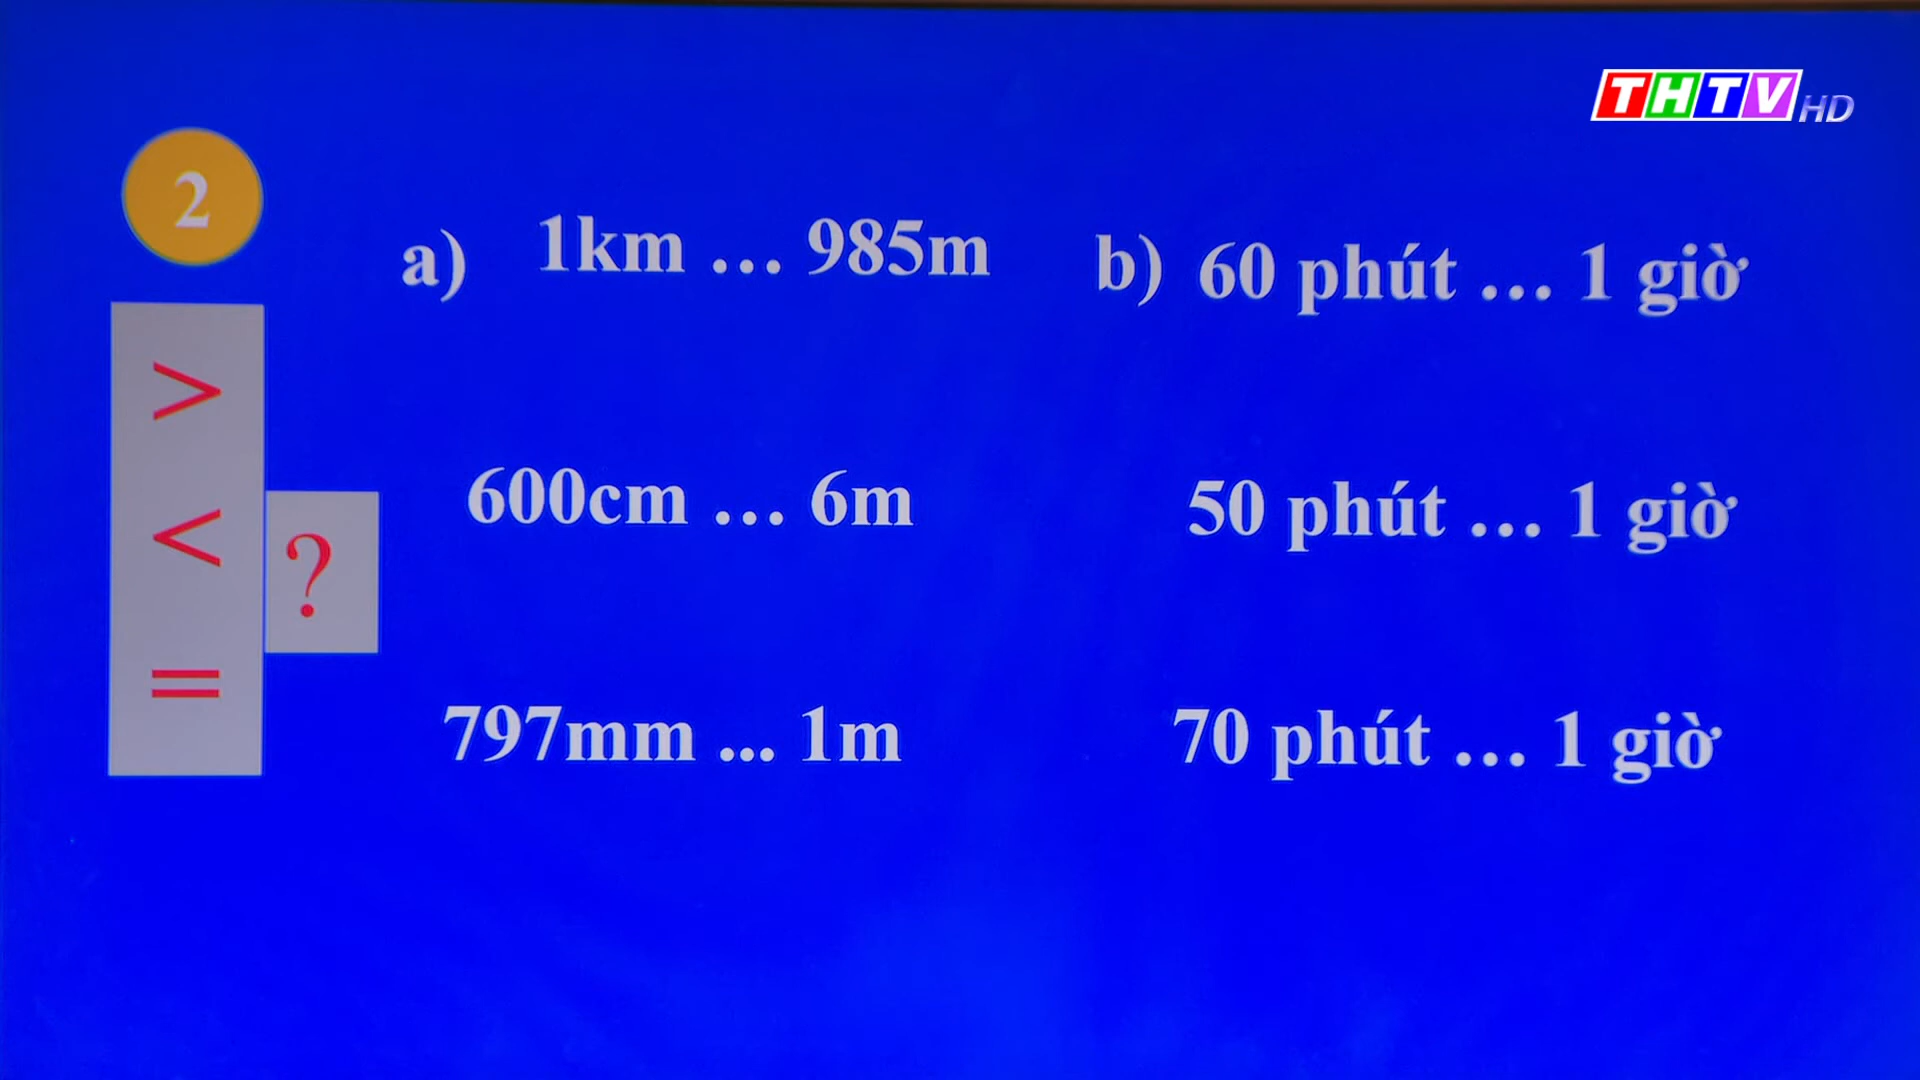 THTV HD
2
a) 1km ... 985m
600cm ... 6m
797mm ... 1m
b) 60 phút ... 1 giờ
50 phút ... 1 giờ
70 phút ... 1 giờ
>
<
=
?